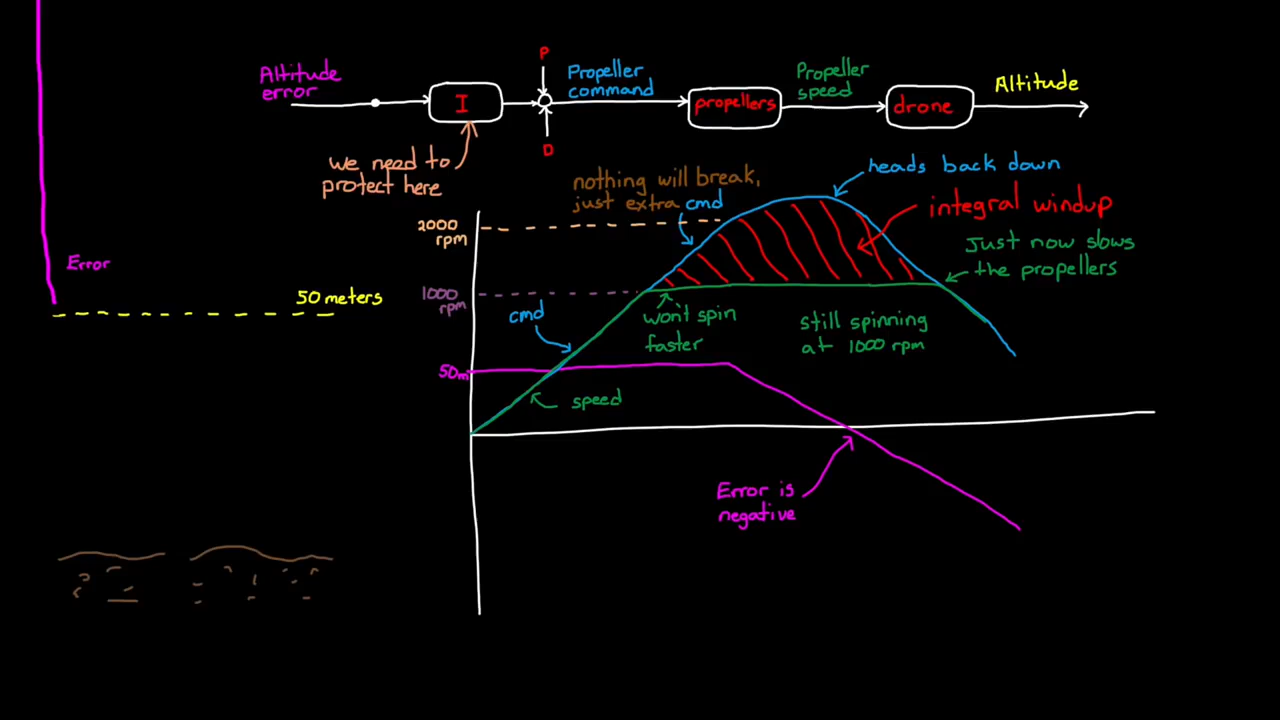 P
Altitude
error
I
Propeller
command
propellers
Propeller
speed
drone
Altitude
D
we need to
protect here
nothing will break,
just extra cmd
heads back down
integral windup
2000
rpm
Just now slows
the propellers
Error
50 meters
1000
rpm
cmd
won't spin
faster
still spinning
at 1000 rpm
50m
speed
Error is
negative